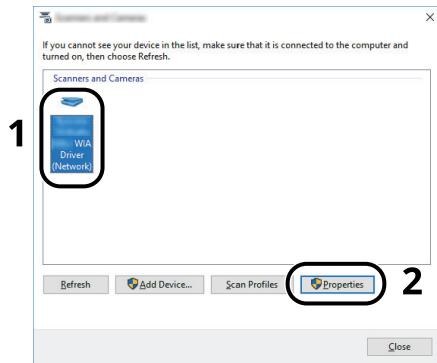 If you cannot see your device in the list, make sure that it is connected to the computer and
turned on, then choose Refresh.
Scanners and Cameras
1
WIA
Driver
(Network)
Refresh
Add Device...
Scan Profiles
Properties
2
Close